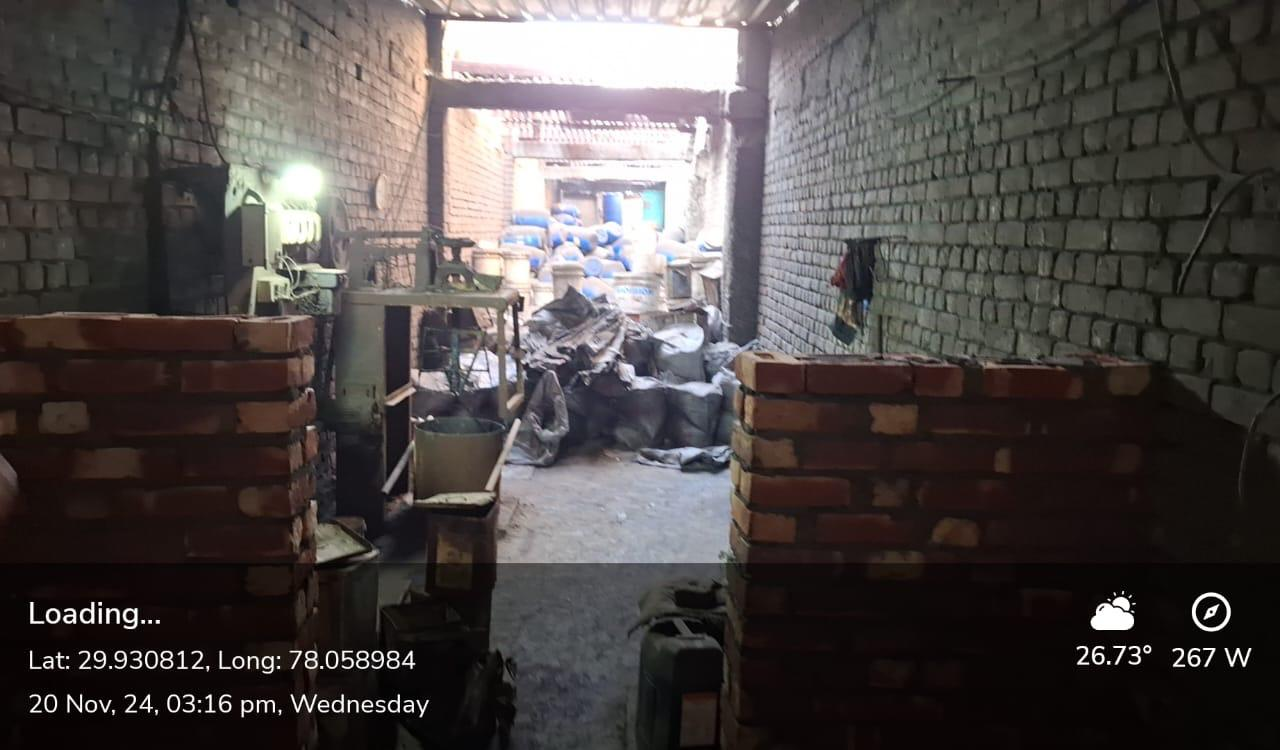 Loading...
Lat: 29.930812, Long: 78.058984
20 Nov, 24, 03:16 pm, Wednesday
26.73°
267 W